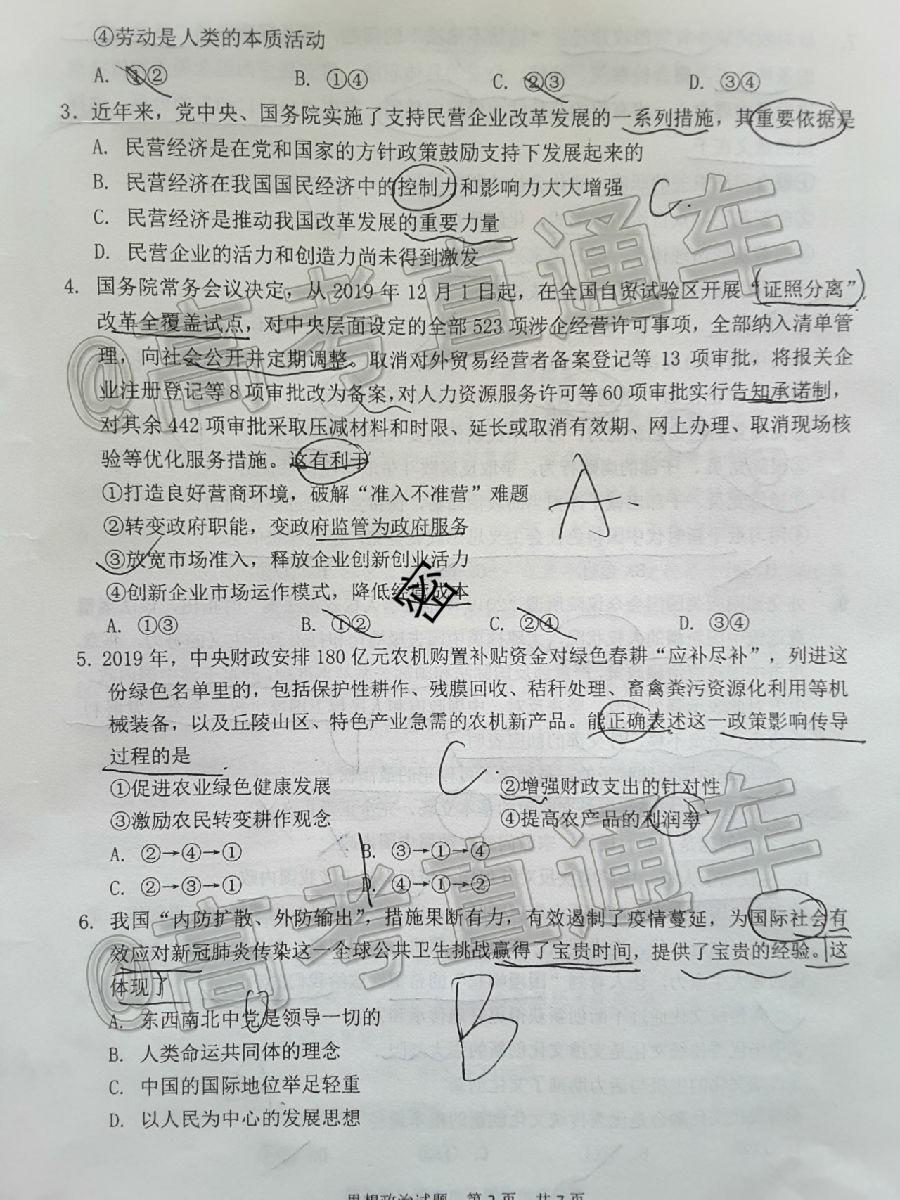 ④劳动是人类的本质活动
A. ①② B. ①④ C. ②③ D. ③④
3. 近年来，党中央、国务院实施了支持民营企业改革发展的一系列措施，其重要依据是
A. 民营经济是在党和国家的方针政策鼓励支持下发展起来的
B. 民营经济在我国国民经济中的控制力和影响力大大增强
C.
C. 民营经济是推动我国改革发展的重要力量
D. 民营企业的活力和创造力尚未得到激发
4. 国务院常务会议决定，从 2019 年 12 月 1 日起，在全国自贸试验区开展“证照分离”
改革全覆盖试点，对中央层面设定的全部 523 项涉企经营许可事项，全部纳入清单管
理，向社会公开并定期调整。取消对外贸易经营者备案登记等 13 项审批，将报关企
业注册登记等 8 项审批改为备案，对人力资源服务许可等 60 项审批实行告知承诺制，
对其余 442 项审批采取压减材料和时限、延长或取消有效期、网上办理、取消现场核
验等优化服务措施。这有利于
①打造良好营商环境，破解“准入不准营”难题
A
②转变政府职能，变政府监管为政府服务
③放宽市场准入，释放企业创新创业活力
④创新企业市场运作模式，降低经营成本
密
A. ①③ B. ①② C. ②④ D. ③④
5. 2019 年，中央财政安排 180 亿元农机购置补贴资金对绿色春耕“应补尽补”，列进这
份绿色名单里的，包括保护性耕作、残膜回收、秸秆处理、畜禽粪污资源化利用等机
械装备，以及丘陵山区、特色产业急需的农机新产品。能正确表述这一政策影响传导
过程的是
C.
①促进农业绿色健康发展 ②增强财政支出的针对性
③激励农民转变耕作观念 ④提高农产品的利润率
A. ②→④→① B. ③→①→④
C. ②→③→① D. ④→①→②
6. 我国“内防扩散、外防输出”，措施果断有力，有效遏制了疫情蔓延，为国际社会有
效应对新冠肺炎传染这一全球公共卫生挑战赢得了宝贵时间，提供了宝贵的经验。这
体现了
A. 东西南北中党是领导一切的
B
B. 人类命运共同体的理念
C. 中国的国际地位举足轻重
D. 以人民为中心的发展思想
思想政治试题 第 2 页 共 7 页
@高考直通车
@高考直通车